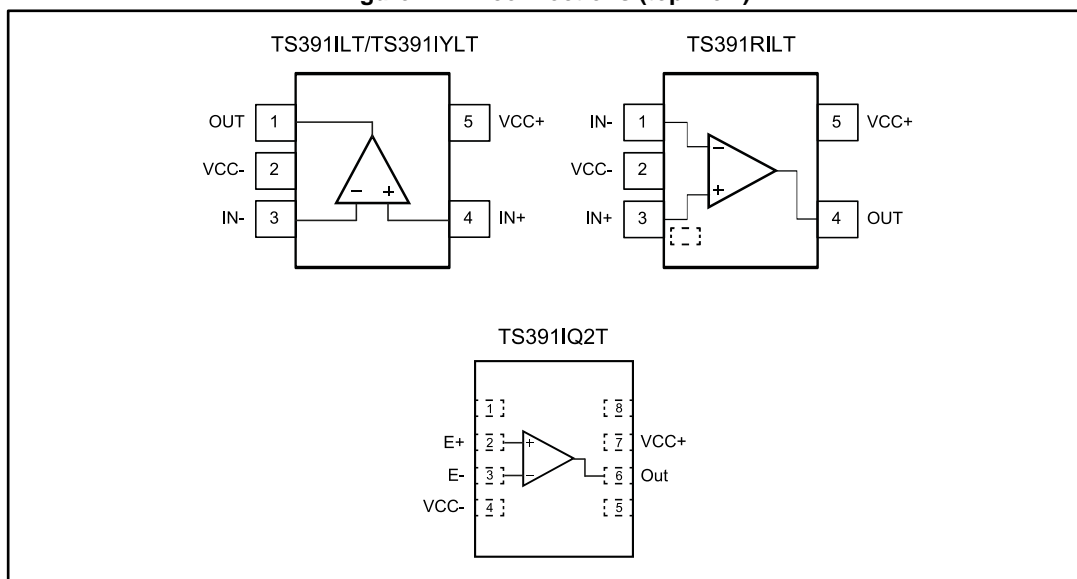 TS391ILT/TS391IYLT
OUT 1 5 VCC+
VCC- 2
IN- 3 4 IN+
- +
TS391RILT
IN- 1 5 VCC+
VCC- 2
IN+ 3 4 OUT
-
+
TS391IQ2T
1 8
E+ 2 + 7 VCC+
E- 3 - 6 Out
VCC- 4 5